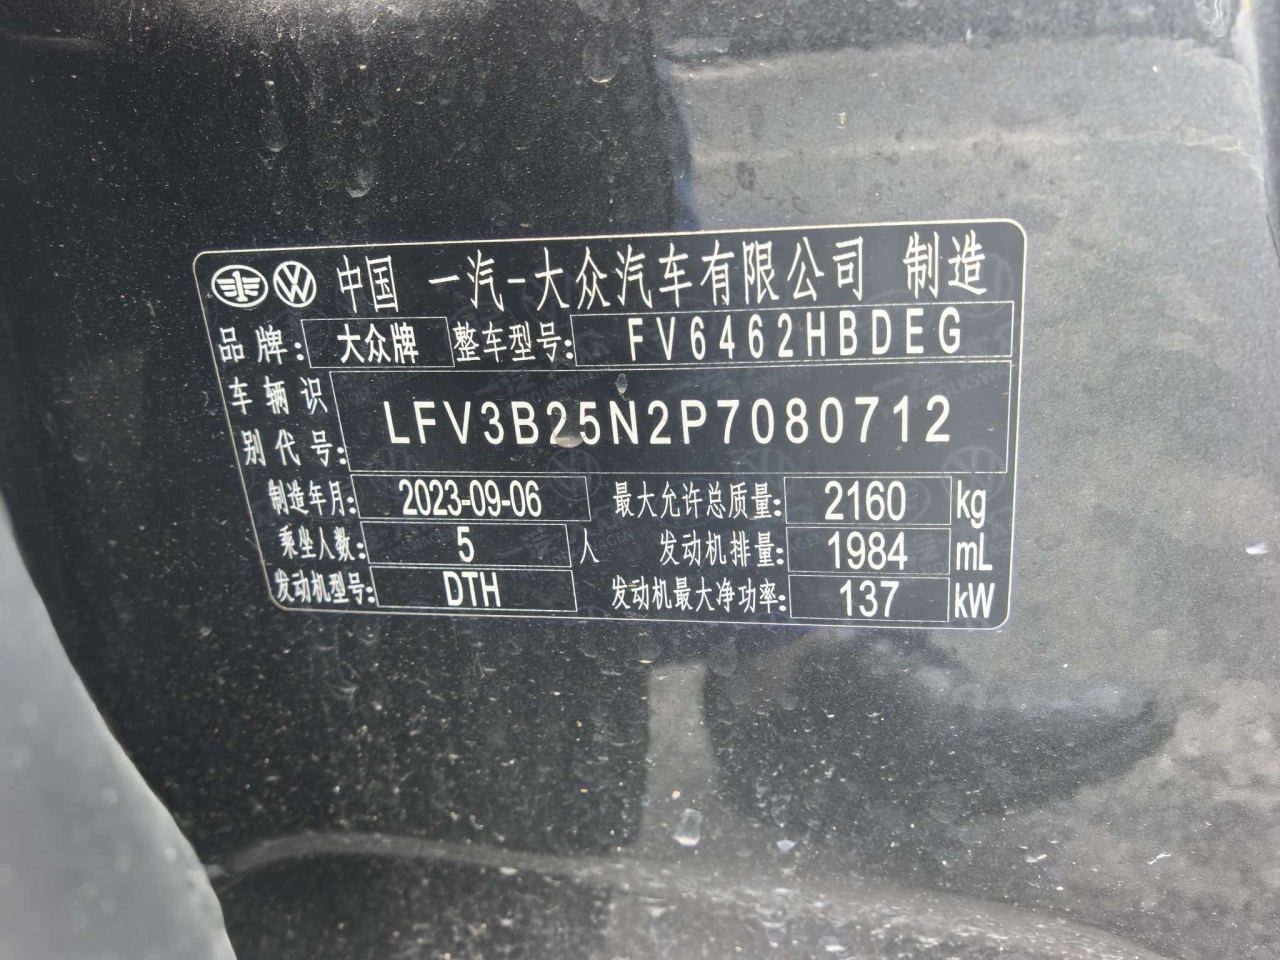 中国 一汽-大众汽车有限公司 制造
品牌: 大众牌 整车型号: FV6462HBDEG
车辆识别代号: LFV3B25N2P7080712
制造年月: 2023-09-06 最大允许总质量: 2160 kg
乘坐人数: 5 人 发动机排量: 1984 mL
发动机型号: DTH 发动机最大净功率: 137 kW